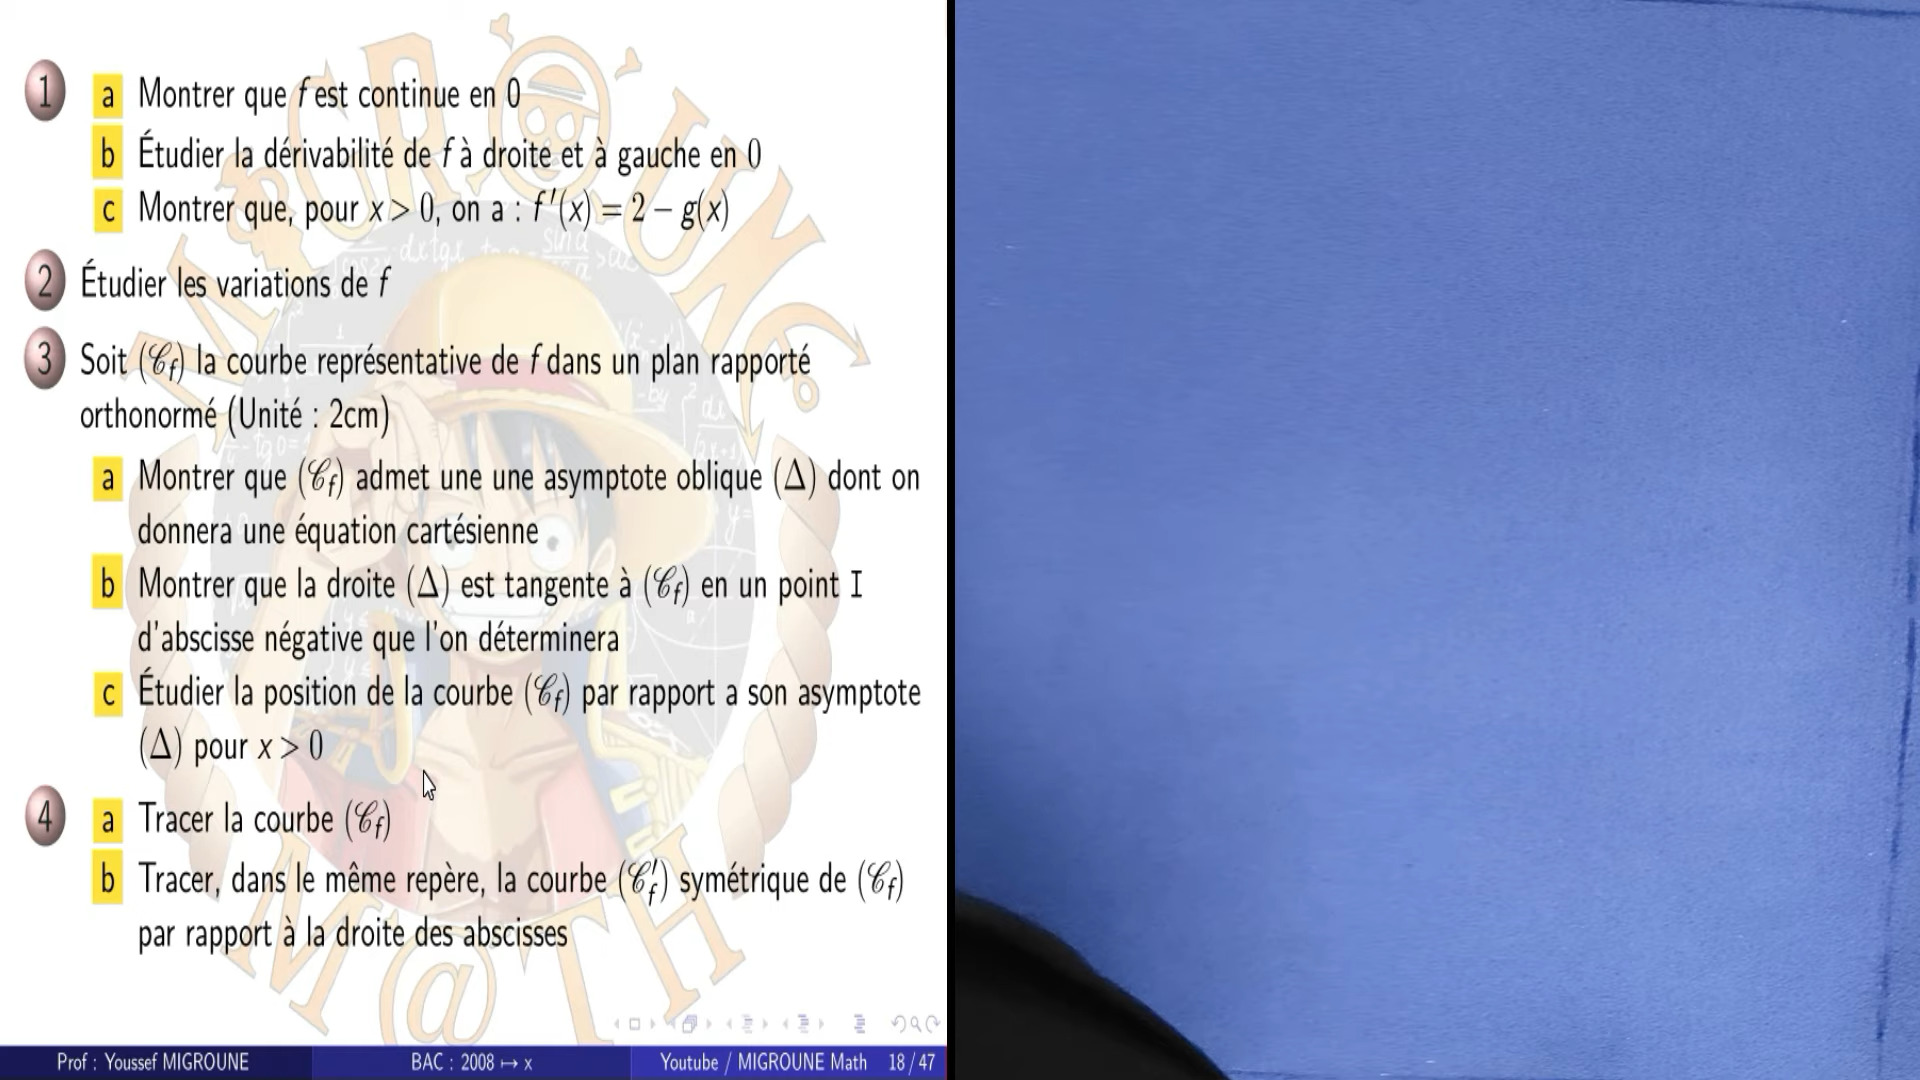 1 a Montrer que f est continue en 0
b Étudier la dérivabilité de f à droite et à gauche en 0
c Montrer que, pour x > 0, on a : f ′(x) = 2 − g(x)
2 Étudier les variations de f
3 Soit (𝒞f) la courbe représentative de f dans un plan rapporté
orthonormé (Unité : 2cm)
a Montrer que (𝒞f) admet une une asymptote oblique (Δ) dont on
donnera une équation cartésienne
b Montrer que la droite (Δ) est tangente à (𝒞f) en un point I
d'abscisse négative que l'on déterminera
c Étudier la position de la courbe (𝒞f) par rapport a son asymptote
(Δ) pour x > 0
4 a Tracer la courbe (𝒞f)
b Tracer, dans le même repère, la courbe (𝒞′f) symétrique de (𝒞f)
par rapport à la droite des abscisses
M@TH
Prof : Youssef MIGROUNE BAC : 2008 ↦ x Youtube / MIGROUNE Math 18 / 47